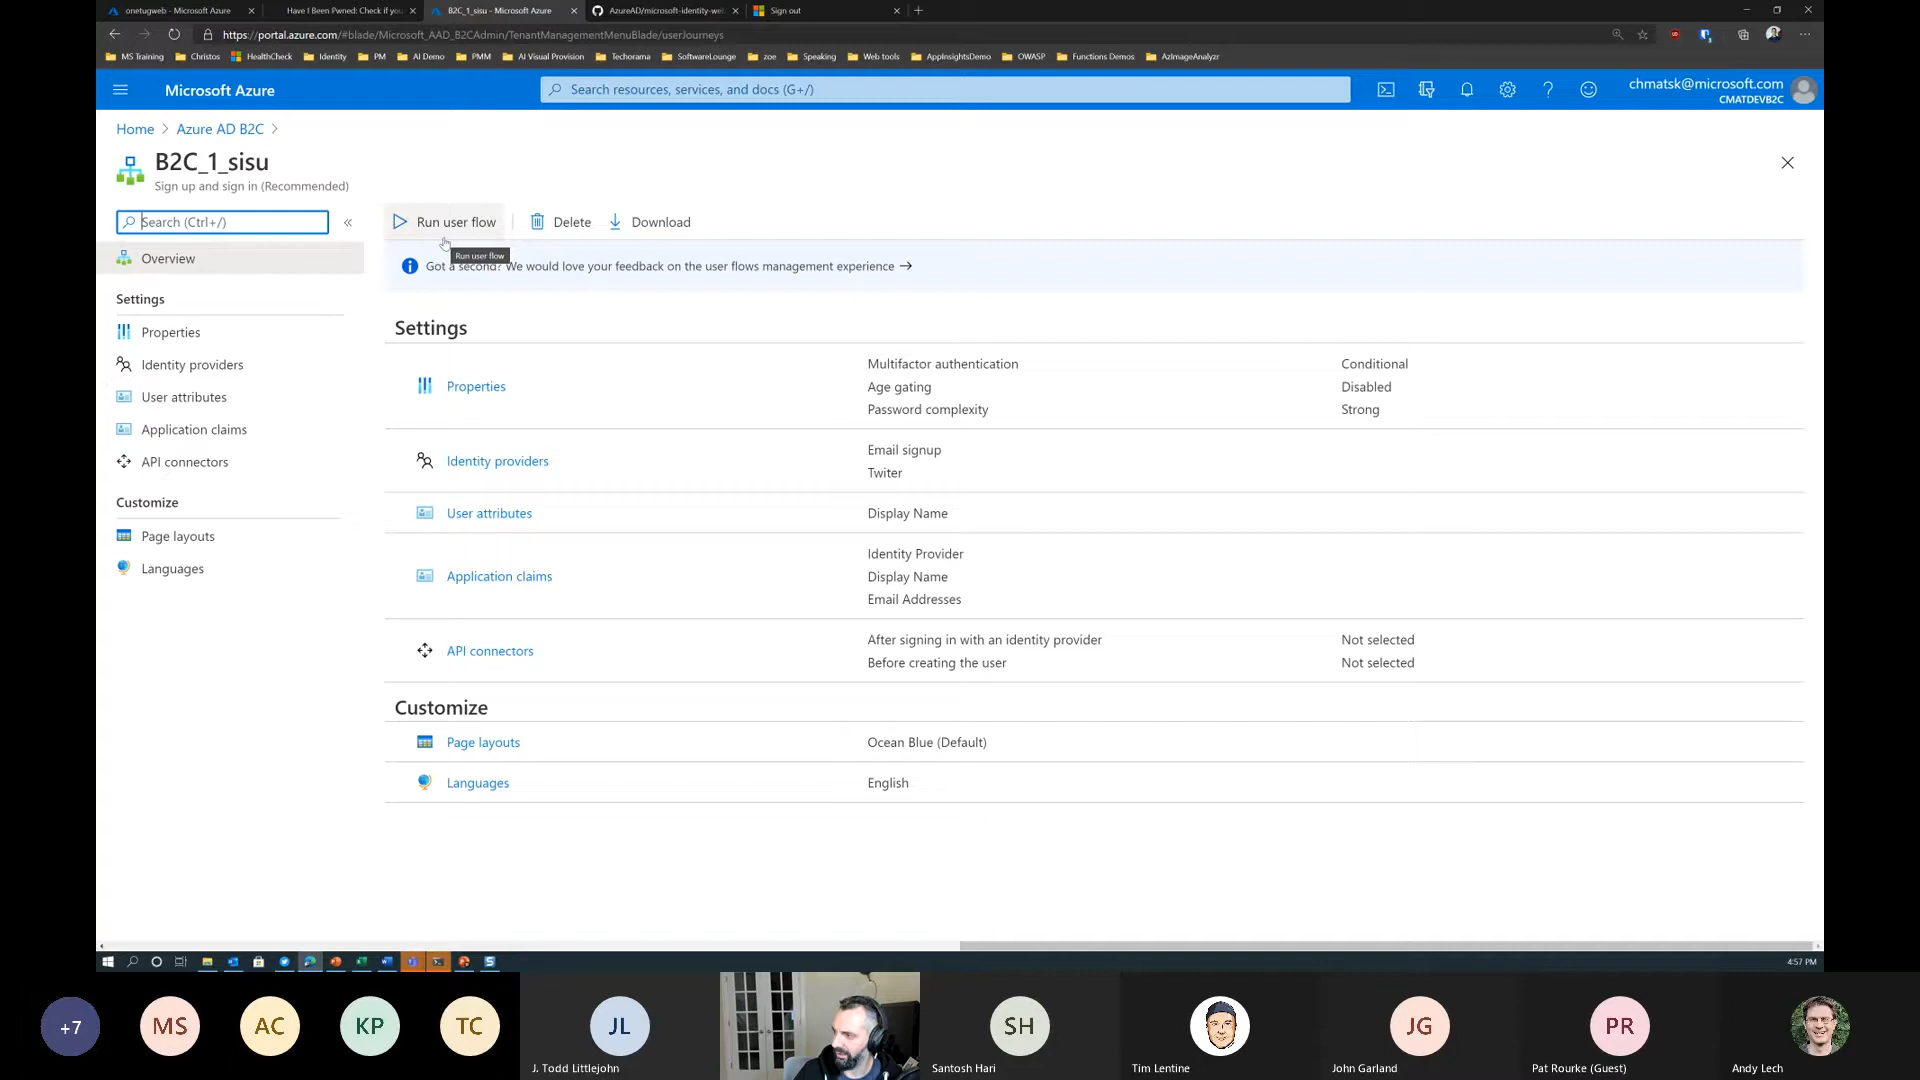 onetugweb - Microsoft Azure
Have I Been Pwned: Check if you
B2C_1_sisu - Microsoft Azure
AzureAD/microsoft-identity-we
Sign out
https://portal.azure.com/#blade/Microsoft_AAD_B2CAdmin/TenantManagementMenuBlade/userJourneys
MS Training
Christos
HealthCheck
Identity
PM
AI Demo
PMM
AI Visual Provision
Techorama
SoftwareLounge
zoe
Speaking
Web tools
AppInsightsDemo
OWASP
Functions Demos
AzImageAnalyzr
Microsoft Azure
Search resources, services, and docs (G+/)
chmatsk@microsoft.com
CMATDEVB2C
Home > Azure AD B2C >
B2C_1_sisu
Sign up and sign in (Recommended)
Search (Ctrl+/)
Run user flow
Delete
Download
Run user flow
Got a second? We would love your feedback on the user flows management experience →
Overview
Settings
Properties
Identity providers
User attributes
Application claims
API connectors
Customize
Page layouts
Languages
Settings
Properties
Multifactor authentication
Conditional
Age gating
Disabled
Password complexity
Strong
Identity providers
Email signup
Twiter
User attributes
Display Name
Application claims
Identity Provider
Display Name
Email Addresses
API connectors
After signing in with an identity provider
Not selected
Before creating the user
Not selected
Customize
Page layouts
Ocean Blue (Default)
Languages
English
4:57 PM
+7
MS
AC
KP
TC
JL
SH
JG
PR
J. Todd Littlejohn
Santosh Hari
Tim Lentine
John Garland
Pat Rourke (Guest)
Andy Lech